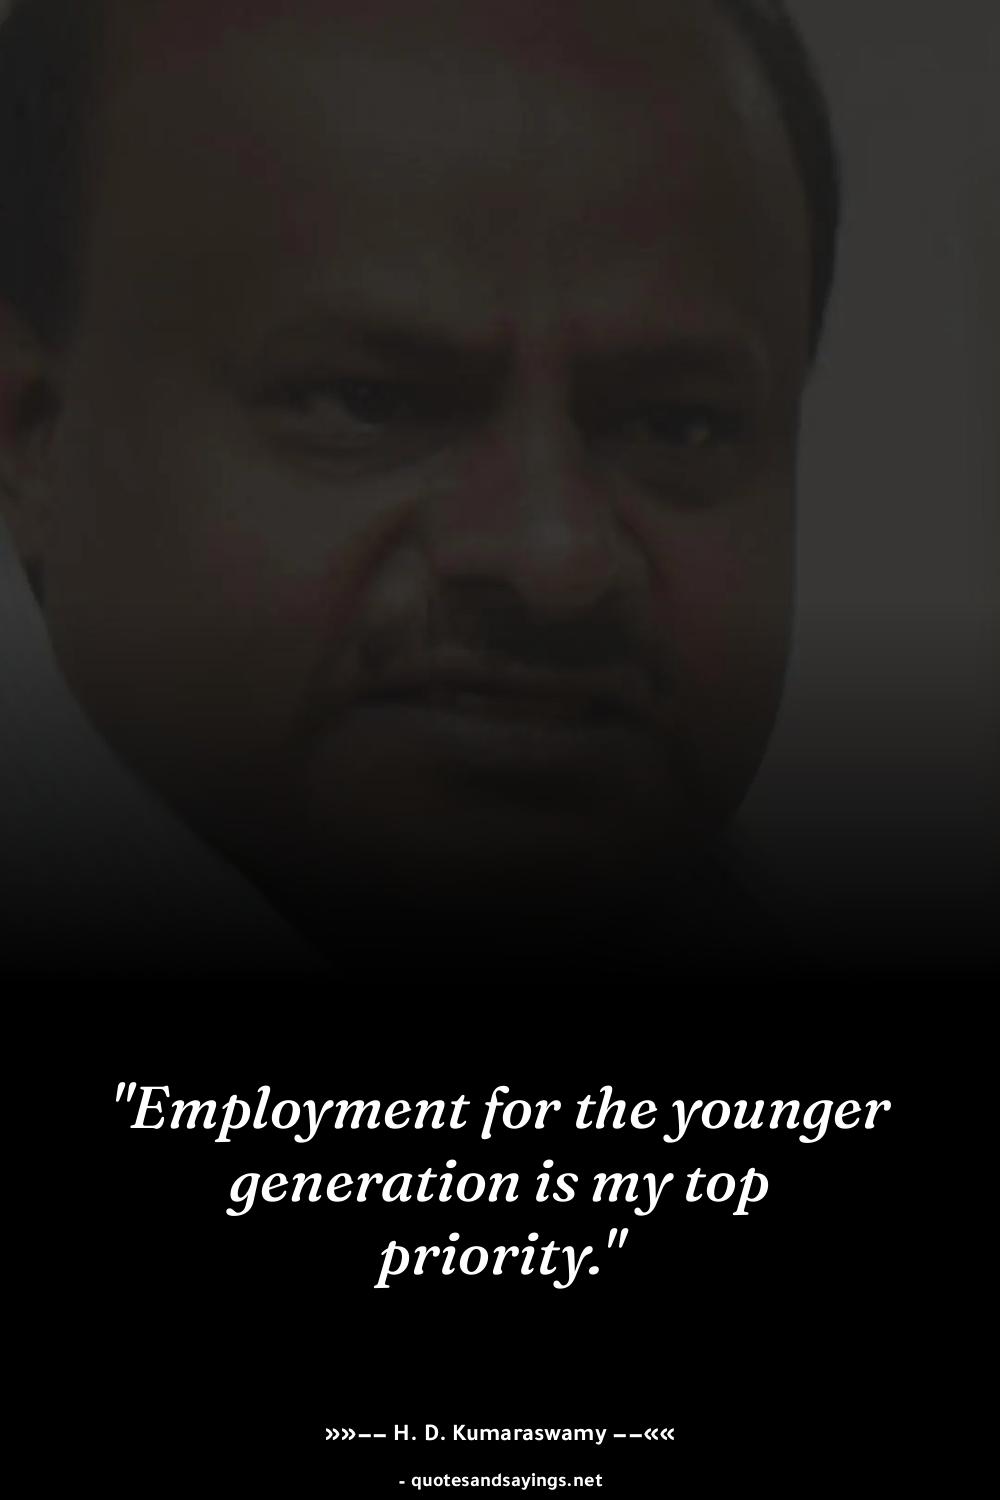 "Employment for the younger
generation is my top
priority."
»»−− H. D. Kumaraswamy −−««
- quotesandsayings.net